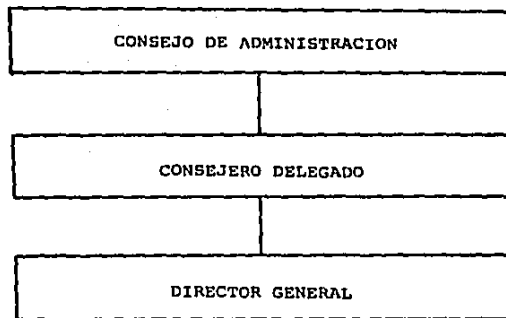 CONSEJO DE ADMINISTRACION
CONSEJERO DELEGADO
DIRECTOR GENERAL